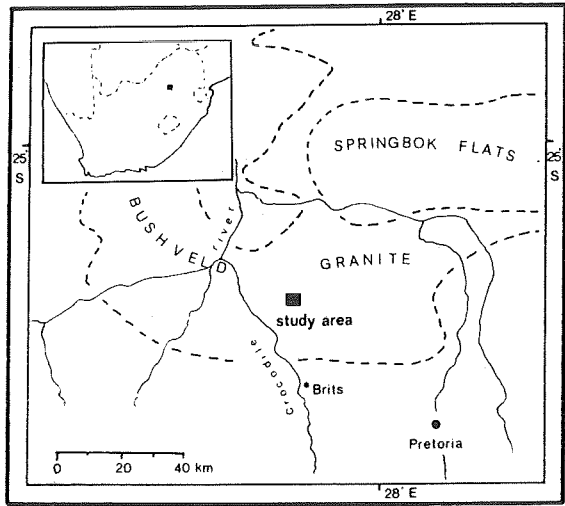 28' E
25'
S
25'
S
SPRINGBOK FLATS
BUSHVELD
river
GRANITE
study area
Crocodile
Brits
Pretoria
0 20 40 km
28' E